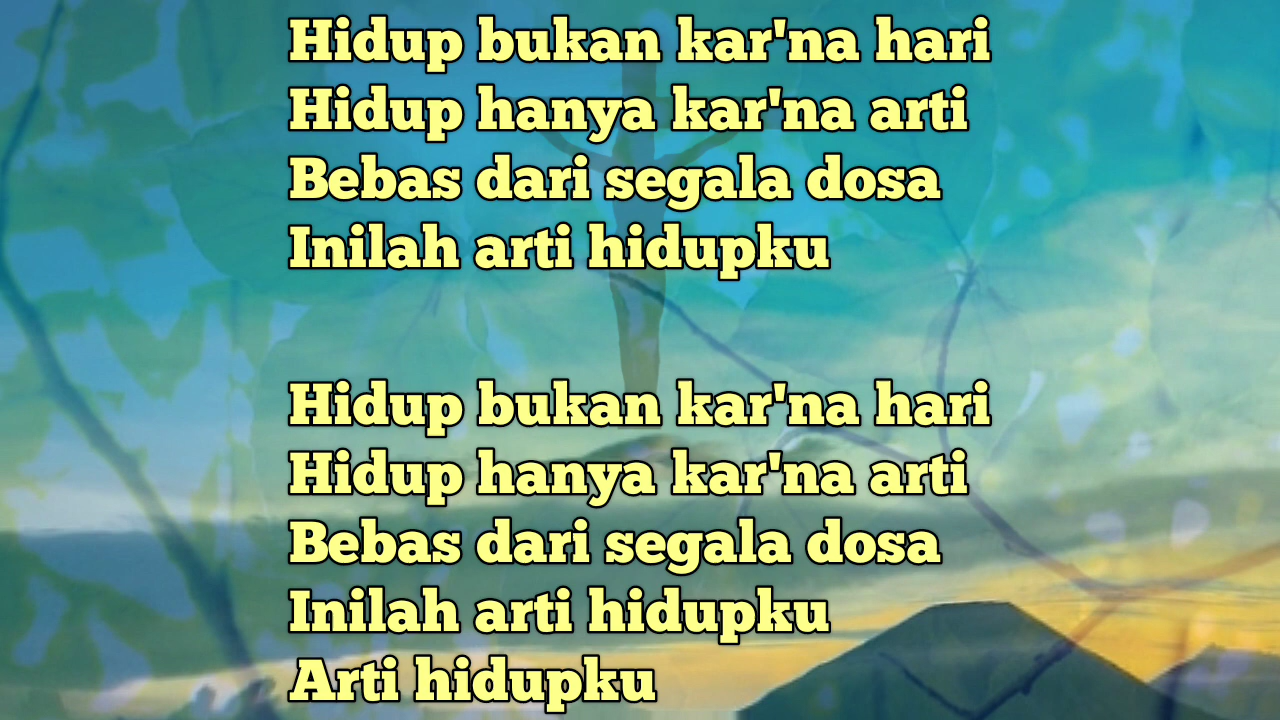 Hidup bukan kar'na hari
Hidup hanya kar'na arti
Bebas dari segala dosa
Inilah arti hidupku
Hidup bukan kar'na hari
Hidup hanya kar'na arti
Bebas dari segala dosa
Inilah arti hidupku
Arti hidupku